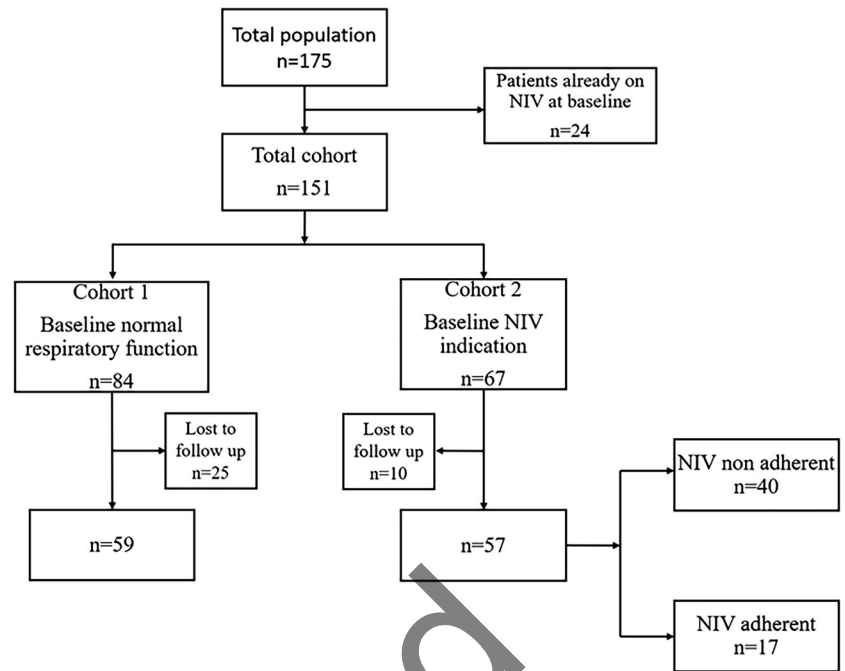 Total population
n=175
Patients already on
NIV at baseline
n=24
Total cohort
n=151
Cohort 1
Baseline normal
respiratory function
n=84
Cohort 2
Baseline NIV
indication
n=67
Lost to
follow up
n=25
Lost to
follow up
n=10
NIV non adherent
n=40
n=59
n=57
NIV adherent
n=17
d